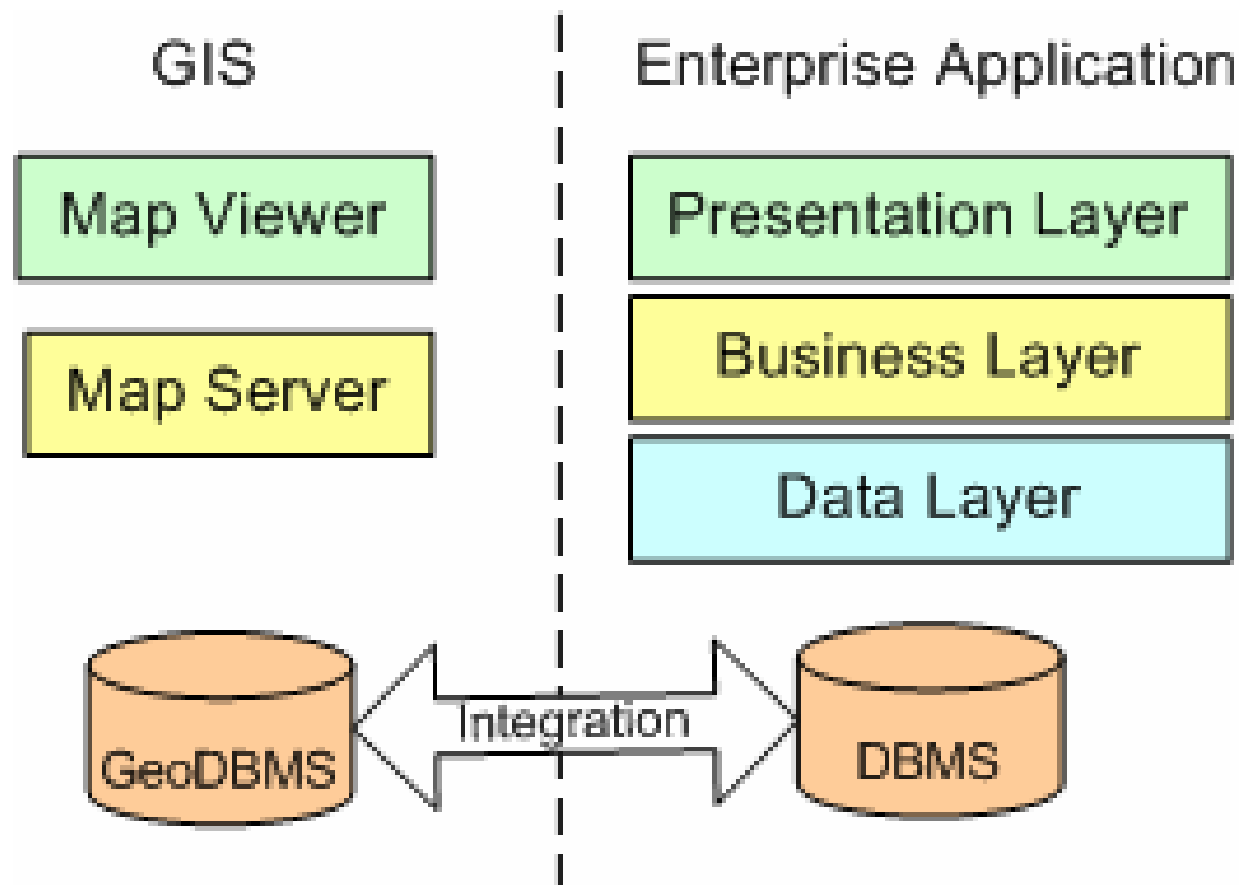 GIS
Enterprise Application
Map Viewer
Presentation Layer
Map Server
Business Layer
Data Layer
GeoDBMS
Integration
DBMS